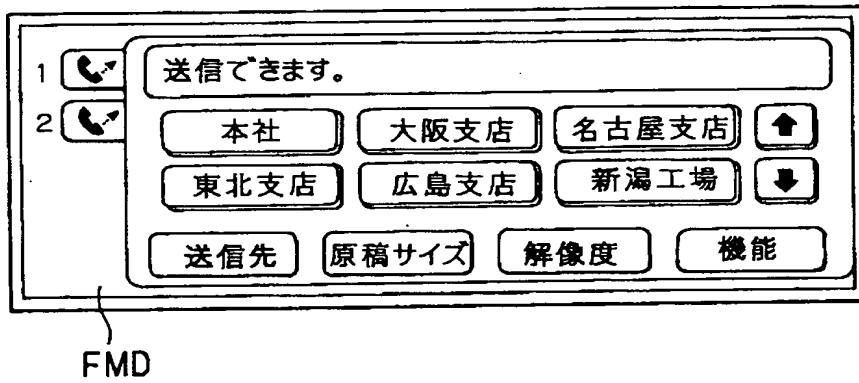 送信できます。
1
2
本社 大阪支店 名古屋支店
東北支店 広島支店 新潟工場
送信先 原稿サイズ 解像度 機能
FMD